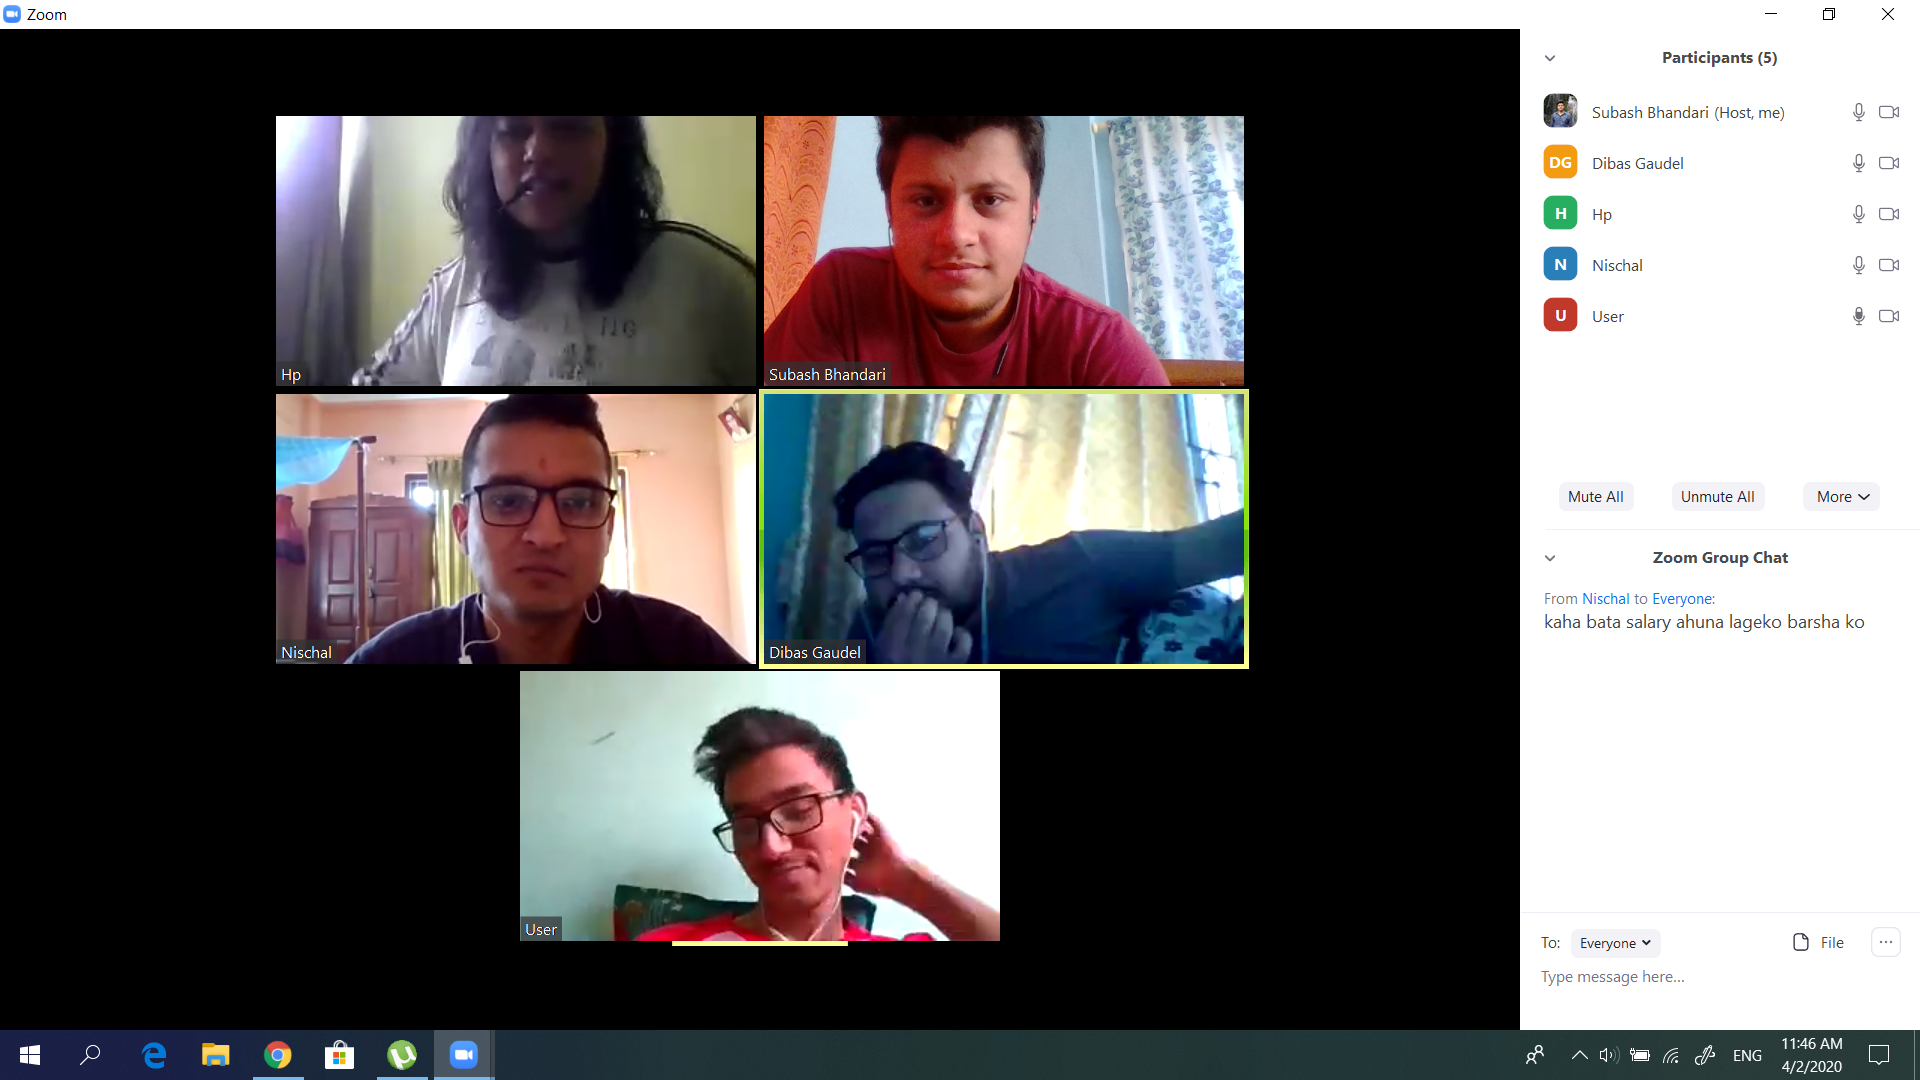 Zoom
Participants (5)
Subash Bhandari (Host, me)
DG Dibas Gaudel
H Hp
N Nischal
U User
Mute All Unmute All More
Zoom Group Chat
From Nischal to Everyone:
kaha bata salary ahuna lageko barsha ko
To: Everyone File
Type message here...
Hp
Subash Bhandari
Nischal
Dibas Gaudel
User
ENG
11:46 AM
4/2/2020